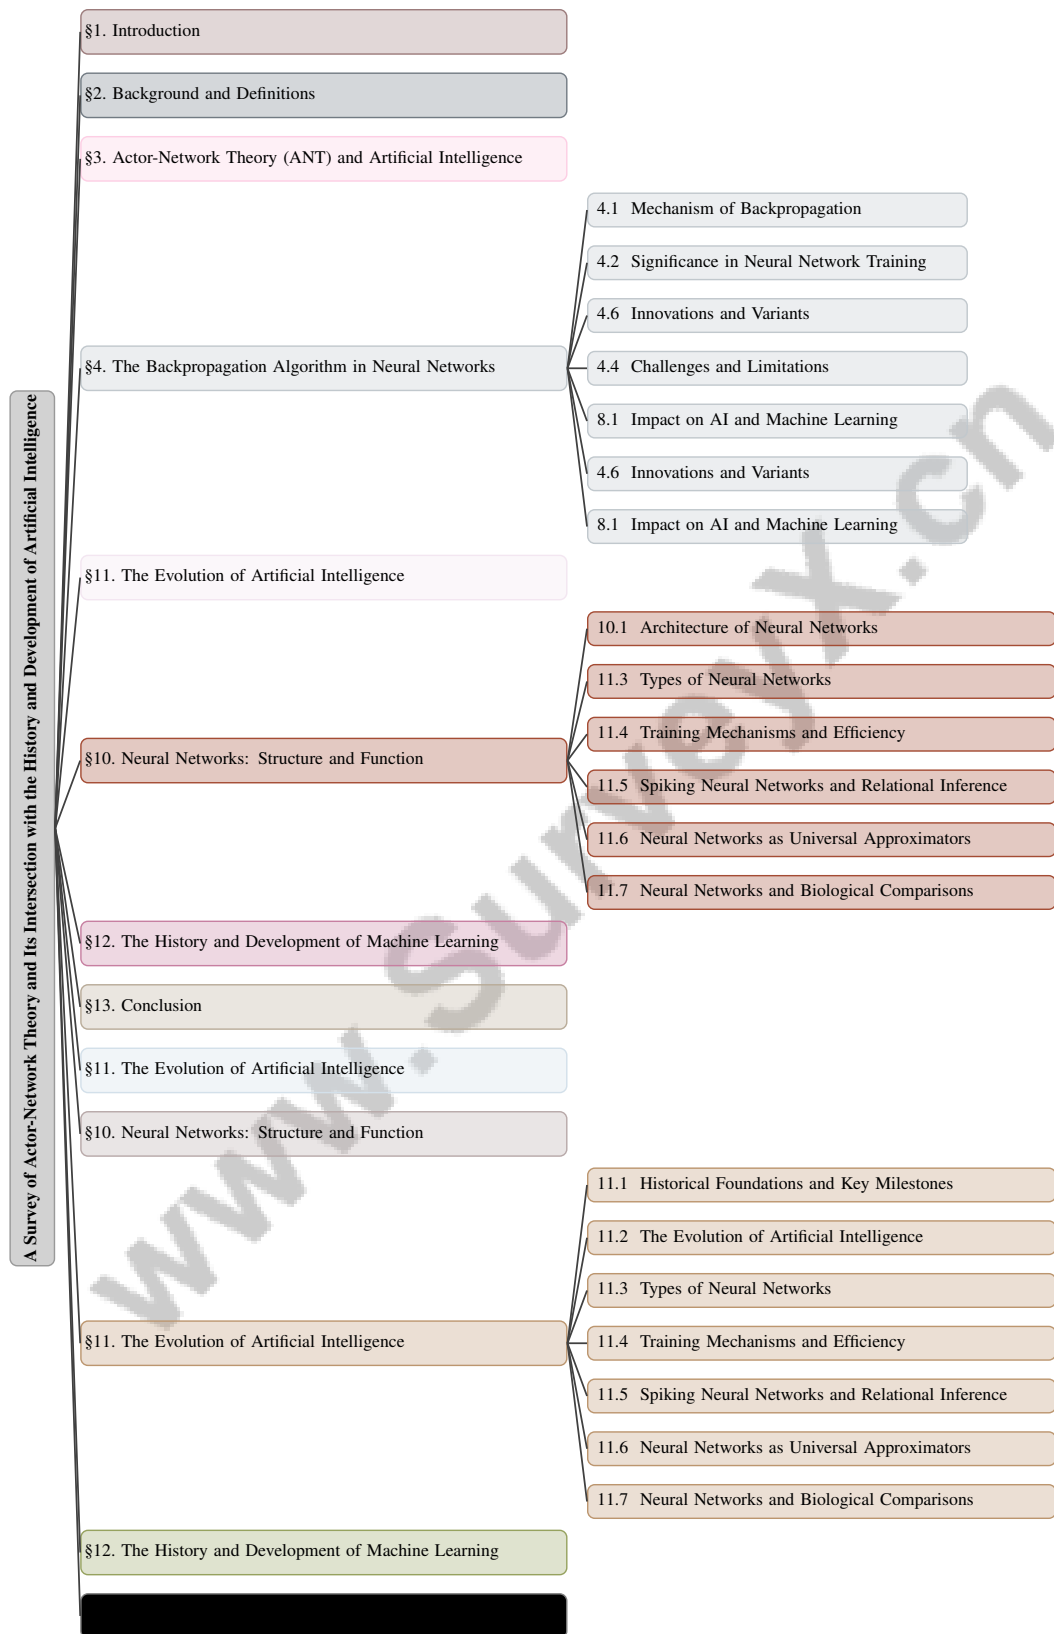 A Survey of Actor-Network Theory and Its Intersection with the History and Development of Artificial Intelligence
§1. Introduction
§2. Background and Definitions
§3. Actor-Network Theory (ANT) and Artificial Intelligence
§4. The Backpropagation Algorithm in Neural Networks
4.1 Mechanism of Backpropagation
4.2 Significance in Neural Network Training
4.6 Innovations and Variants
4.4 Challenges and Limitations
8.1 Impact on AI and Machine Learning
4.6 Innovations and Variants
8.1 Impact on AI and Machine Learning
§11. The Evolution of Artificial Intelligence
§10. Neural Networks: Structure and Function
10.1 Architecture of Neural Networks
11.3 Types of Neural Networks
11.4 Training Mechanisms and Efficiency
11.5 Spiking Neural Networks and Relational Inference
11.6 Neural Networks as Universal Approximators
11.7 Neural Networks and Biological Comparisons
§12. The History and Development of Machine Learning
§13. Conclusion
§11. The Evolution of Artificial Intelligence
§10. Neural Networks: Structure and Function
§11. The Evolution of Artificial Intelligence
11.1 Historical Foundations and Key Milestones
11.2 The Evolution of Artificial Intelligence
11.3 Types of Neural Networks
11.4 Training Mechanisms and Efficiency
11.5 Spiking Neural Networks and Relational Inference
11.6 Neural Networks as Universal Approximators
11.7 Neural Networks and Biological Comparisons
§12. The History and Development of Machine Learning
www.SurveyX.cn